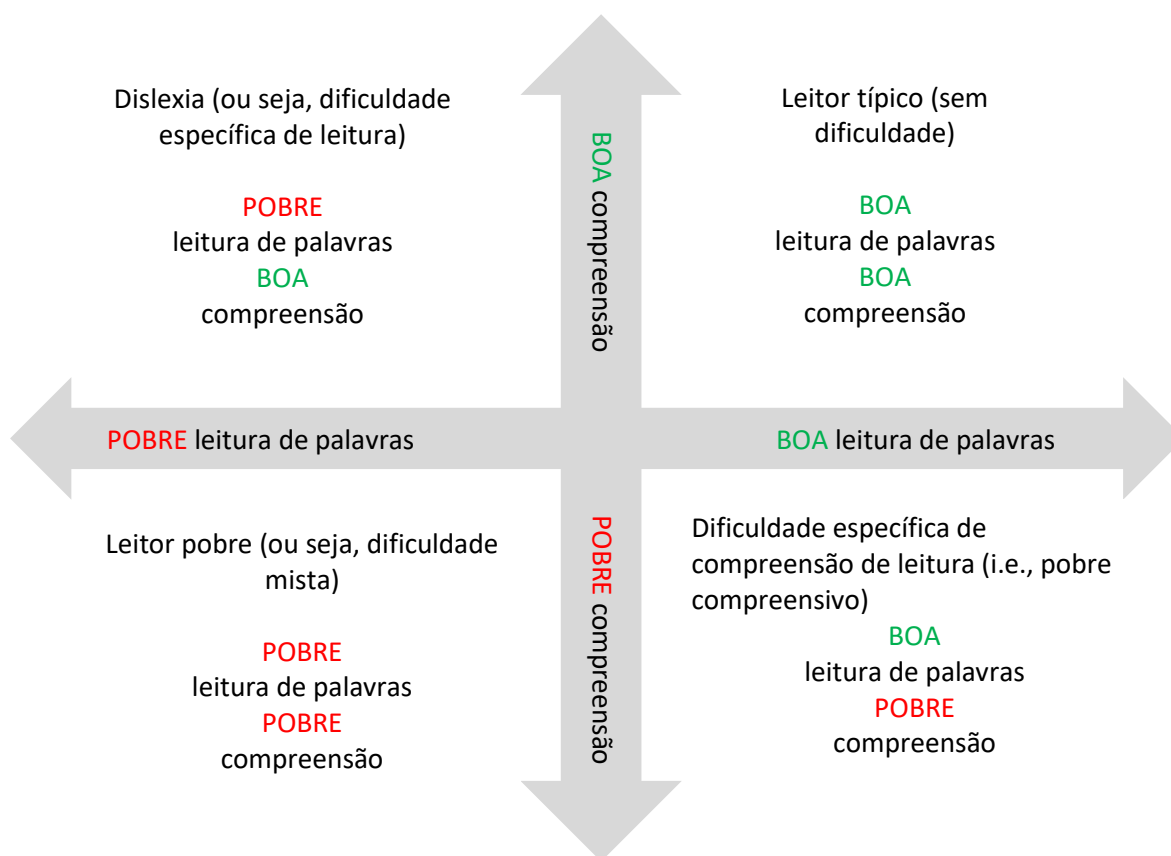 Dislexia (ou seja, dificuldade
específica de leitura)
POBRE
leitura de palavras
BOA
compreensão
BOA compreensão
Leitor típico (sem
dificuldade)
BOA
leitura de palavras
BOA
compreensão
POBRE leitura de palavras
BOA leitura de palavras
Leitor pobre (ou seja, dificuldade
mista)
POBRE
leitura de palavras
POBRE
compreensão
POBRE compreensão
Dificuldade específica de
compreensão de leitura (i.e., pobre
compreensivo)
BOA
leitura de palavras
POBRE
compreensão